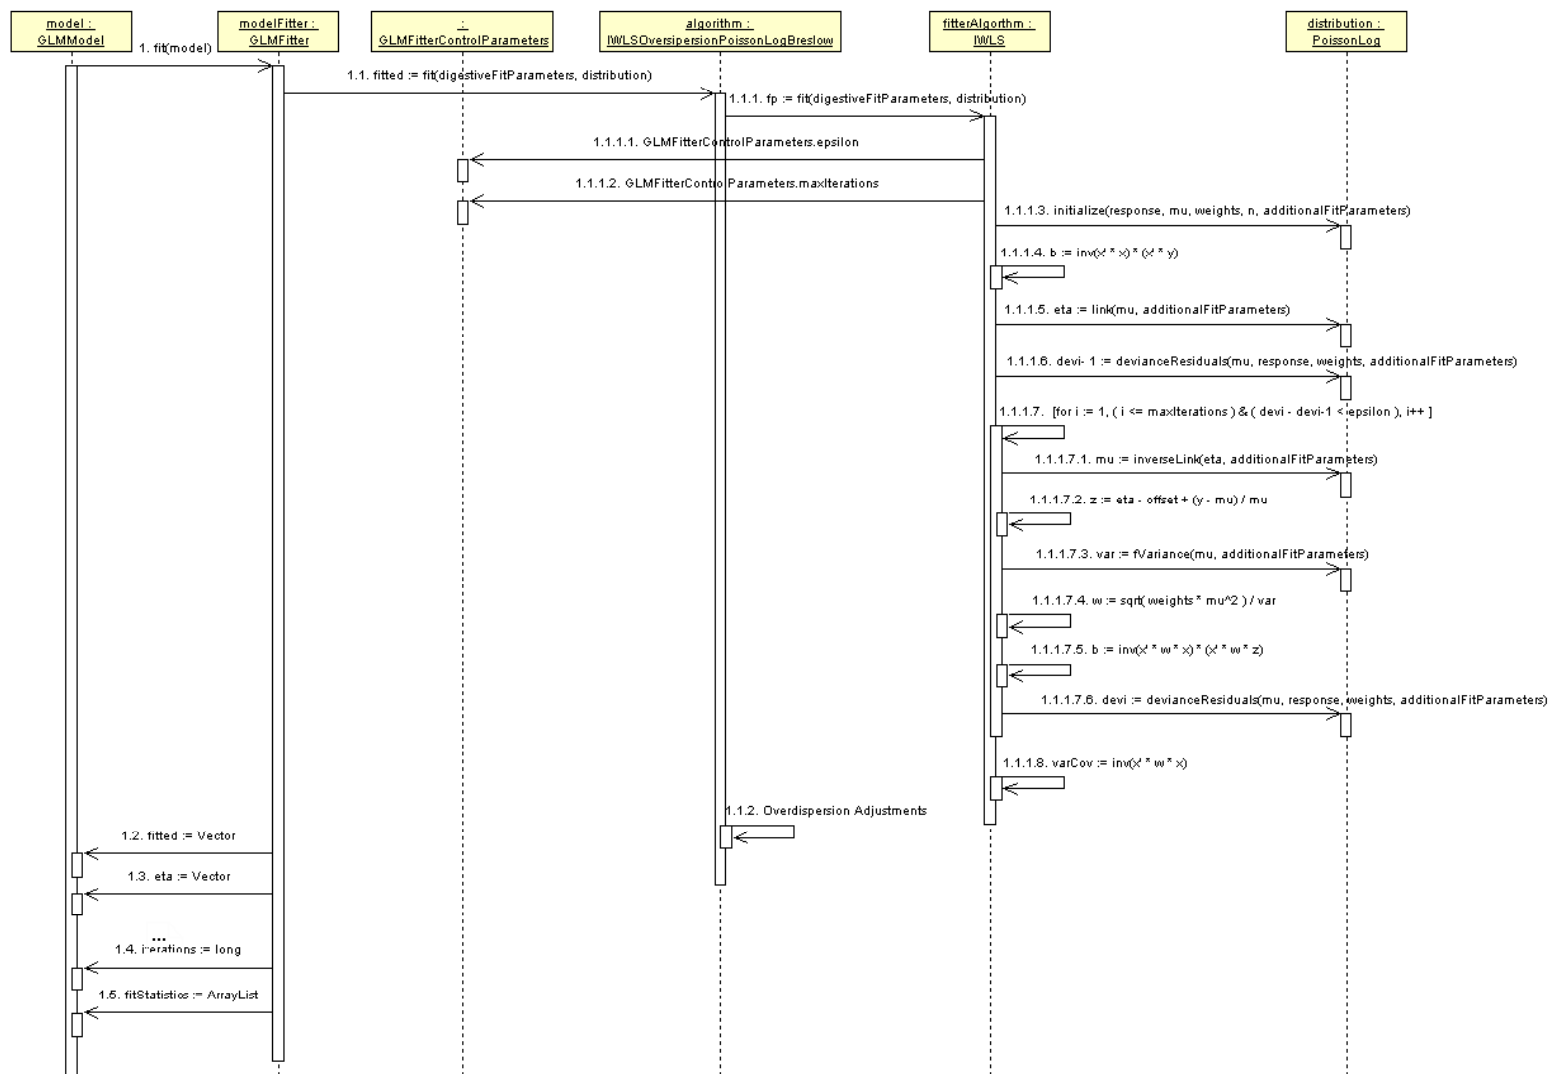 model :
GLMModel
modelFitter :
GLMFitter
:
GLMFitterControlParameters
algorithm :
IWLSOversipersionPoissonLogBreslow
fitterAlgorthm :
IWLS
distribution :
PoissonLog
1. fit(model)
1.1. fitted := fit(digestiveFitParameters, distribution)
1.1.1. fp := fit(digestiveFitParameters, distribution)
1.1.1.1. GLMFitterControlParameters.epsilon
1.1.1.2. GLMFitterControlParameters.maxIterations
1.1.1.3. initialize(response, mu, weights, n, additionalFitParameters)
1.1.1.4. b := inv(x' * x) * (x' * y)
1.1.1.5. eta := link(mu, additionalFitParameters)
1.1.1.6. devi- 1 := devianceResiduals(mu, response, weights, additionalFitParameters)
1.1.1.7. [for i := 1, ( i <= maxIterations ) & ( devi - devi-1 < epsilon ), i++ ]
1.1.1.7.1. mu := inverseLink(eta, additionalFitParameters)
1.1.1.7.2. z := eta - offset + (y - mu) / mu
1.1.1.7.3. var := fVariance(mu, additionalFitParameters)
1.1.1.7.4. w := sqrt( weights * mu^2 ) / var
1.1.1.7.5. b := inv(x' * w * x) * (x' * w * z)
1.1.1.7.6. devi := devianceResiduals(mu, response, weights, additionalFitParameters)
1.1.1.8. varCov := inv(x' * w * x)
1.1.2. Overdispersion Adjustments
1.2. fitted := Vector
1.3. eta := Vector
...
1.4. iterations := long
1.5. fitStatistics := ArrayList